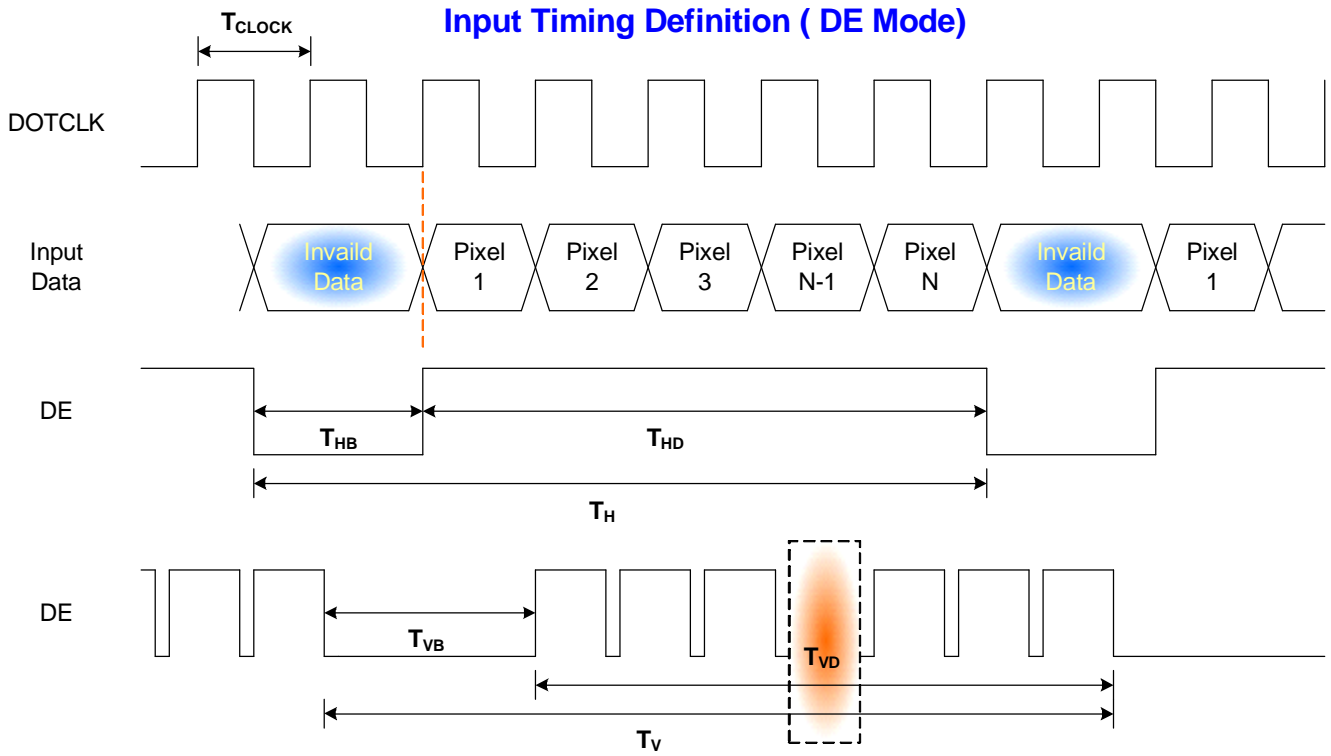 Input Timing Definition ( DE Mode)
TCLOCK
DOTCLK
Input
Data
Invaild
Data
Pixel
1
Pixel
2
Pixel
3
Pixel
N-1
Pixel
N
Invaild
Data
Pixel
1
DE
THB
THD
TH
DE
TVB
TVD
TV